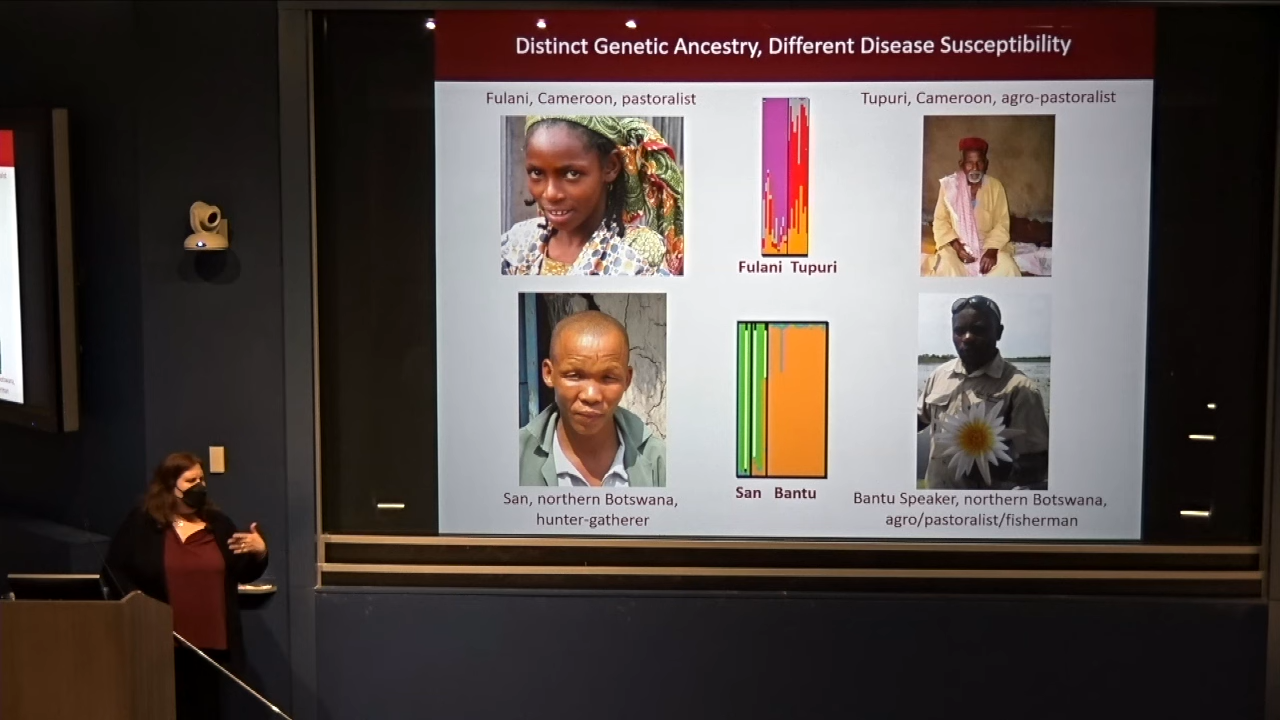 Distinct Genetic Ancestry, Different Disease Susceptibility
Fulani, Cameroon, pastoralist
Tupuri, Cameroon, agro-pastoralist
Fulani Tupuri
San Bantu
San, northern Botswana,
hunter-gatherer
Bantu Speaker, northern Botswana,
agro/pastoralist/fisherman